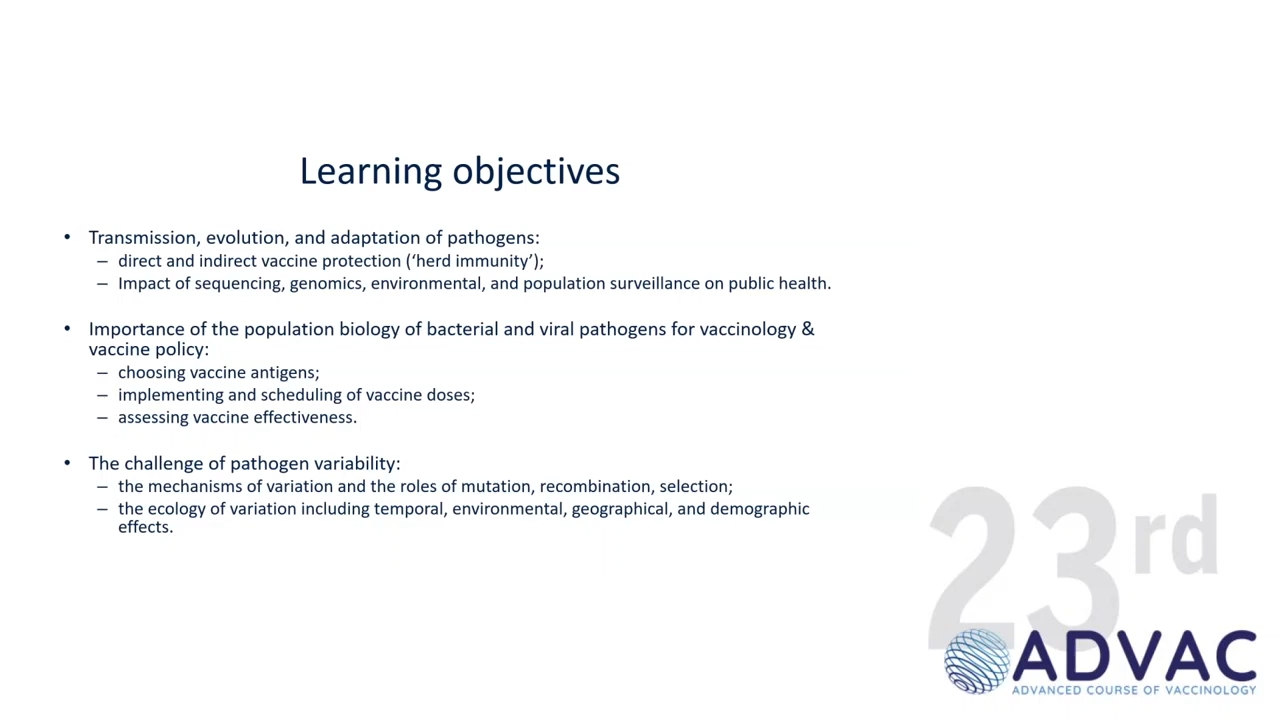 Learning objectives
• Transmission, evolution, and adaptation of pathogens:
– direct and indirect vaccine protection (‘herd immunity’);
– Impact of sequencing, genomics, environmental, and population surveillance on public health.
• Importance of the population biology of bacterial and viral pathogens for vaccinology &
vaccine policy:
– choosing vaccine antigens;
– implementing and scheduling of vaccine doses;
– assessing vaccine effectiveness.
• The challenge of pathogen variability:
– the mechanisms of variation and the roles of mutation, recombination, selection;
– the ecology of variation including temporal, environmental, geographical, and demographic
effects.
23rd
ADVAC
ADVANCED COURSE OF VACCINOLOGY